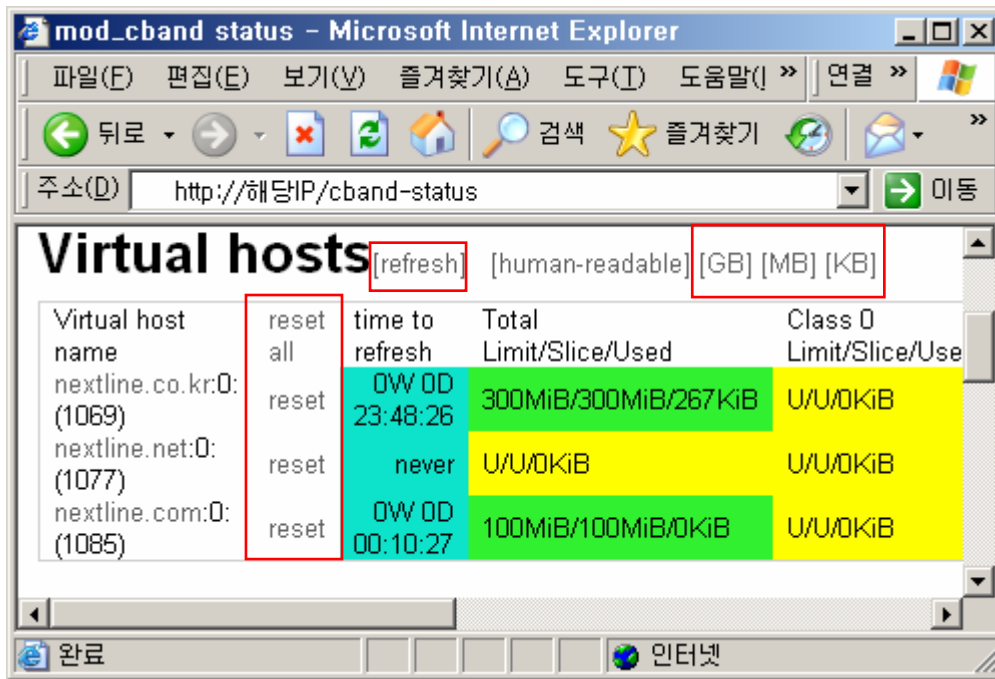 mod_cband status - Microsoft Internet Explorer
파일(F) 편집(E) 보기(V) 즐겨찾기(A) 도구(T) 도움말( » 연결 »
뒤로 검색 즐겨찾기 »
주소(D) http://해당IP/cband-status 이동
Virtual hosts [refresh] [human-readable] [GB] [MB] [KB]
Virtual host reset time to Total Class 0
name all refresh Limit/Slice/Used Limit/Slice/Use
nextline.co.kr:0: 0W 0D
reset 300MiB/300MiB/267KiB U/U/0KiB
(1069) 23:48:26
nextline.net:0:
reset never U/U/0KiB U/U/0KiB
(1077)
nextline.com:0: 0W 0D
reset 100MiB/100MiB/0KiB U/U/0KiB
(1085) 00:10:27
완료 인터넷